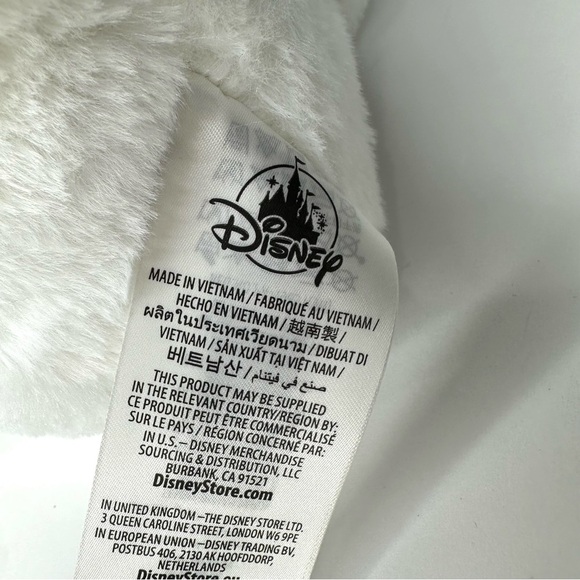 DISNEY
MADE IN VIETNAM / FABRIQUÉ AU VIETNAM /
HECHO EN VIETNAM / 越南製 /
ผลิตในประเทศเวียดนาม / DIBUAT DI
VIETNAM / SẢN XUẤT TẠI VIỆT NAM /
베트남산 / صنع في فيتنام
THIS PRODUCT MAY BE SUPPLIED
IN THE RELEVANT COUNTRY/REGION BY:
CE PRODUIT PEUT ÊTRE COMMERCIALISÉ
SUR LE PAYS / RÉGION CONCERNÉ PAR:
IN U.S.–DISNEY MERCHANDISE
SOURCING & DISTRIBUTION, LLC
BURBANK, CA 91521
DisneyStore.com
IN UNITED KINGDOM –THE DISNEY STORE LTD.
3 QUEEN CAROLINE STREET, LONDON W6 9PE
IN EUROPEAN UNION – DISNEY TRADING BV,
POSTBUS 406, 2130 AK HOOFDDORP,
NETHERLANDS
DisneyStore.eu